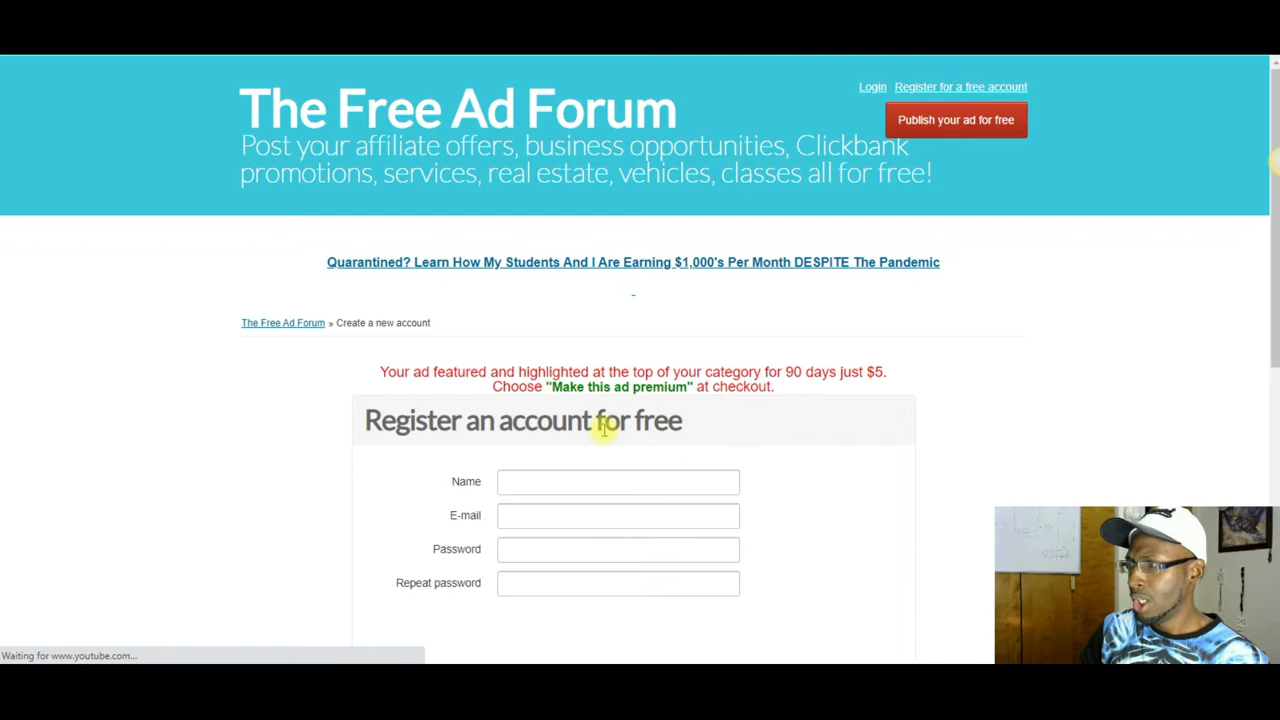 The Free Ad Forum
Login Register for a free account
Publish your ad for free
Post your affiliate offers, business opportunities, Clickbank
promotions, services, real estate, vehicles, classes all for free!
Quarantined? Learn How My Students And I Are Earning $1,000's Per Month DESPITE The Pandemic
The Free Ad Forum » Create a new account
Your ad featured and highlighted at the top of your category for 90 days just $5.
Choose "Make this ad premium" at checkout.
Register an account for free
Name
E-mail
Password
Repeat password
Waiting for www.youtube.com...